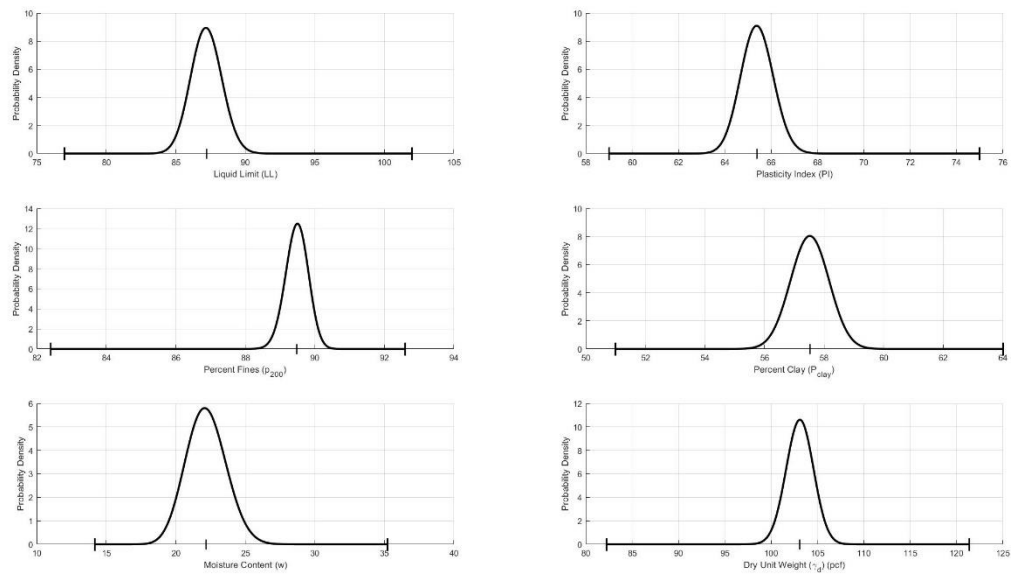 10
8
6
4
2
0
Probability Density
75 80 85 90 95 100 105
Liquid Limit (LL)
10
8
6
4
2
0
Probability Density
58 60 62 64 66 68 70 72 74 76
Plasticity Index (PI)
14
12
10
8
6
4
2
0
Probability Density
82 84 86 88 90 92 94
Percent Fines (p200)
10
8
6
4
2
0
Probability Density
50 52 54 56 58 60 62 64
Percent Clay (Pclay)
6
5
4
3
2
1
0
Probability Density
10 15 20 25 30 35 40
Moisture Content (w)
12
10
8
6
4
2
0
Probability Density
80 85 90 95 100 105 110 115 120 125
Dry Unit Weight (γd) (pcf)